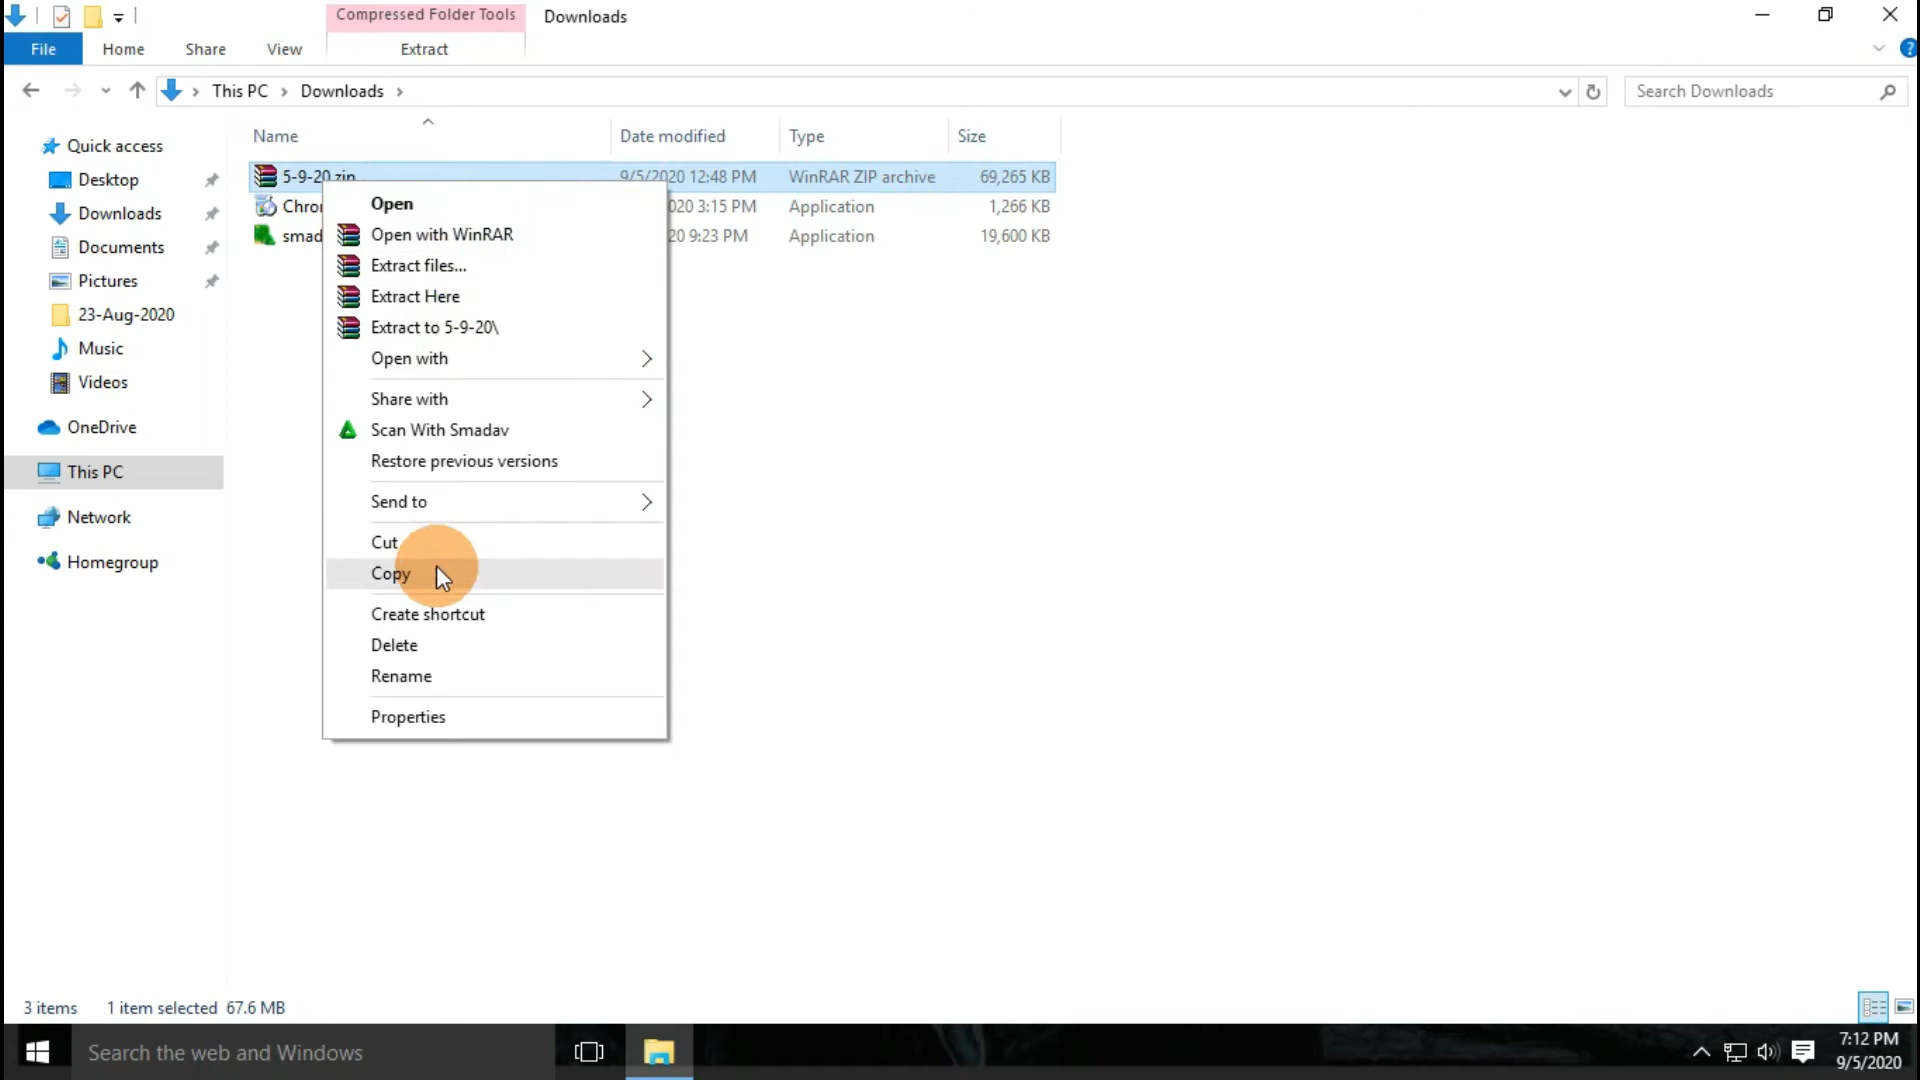 Compressed Folder Tools
Downloads
File
Home
Share
View
Extract
This PC
Downloads
Search Downloads
Name
Date modified
Type
Size
5-9-20.zip
9/5/2020 12:48 PM
WinRAR ZIP archive
69,265 KB
Chro
020 3:15 PM
Application
1,266 KB
smad
20 9:23 PM
Application
19,600 KB
Quick access
Desktop
Downloads
Documents
Pictures
23-Aug-2020
Music
Videos
OneDrive
This PC
Network
Homegroup
Open
Open with WinRAR
Extract files...
Extract Here
Extract to 5-9-20\
Open with
Share with
Scan With Smadav
Restore previous versions
Send to
Cut
Copy
Create shortcut
Delete
Rename
Properties
3 items
1 item selected 67.6 MB
Search the web and Windows
7:12 PM
9/5/2020